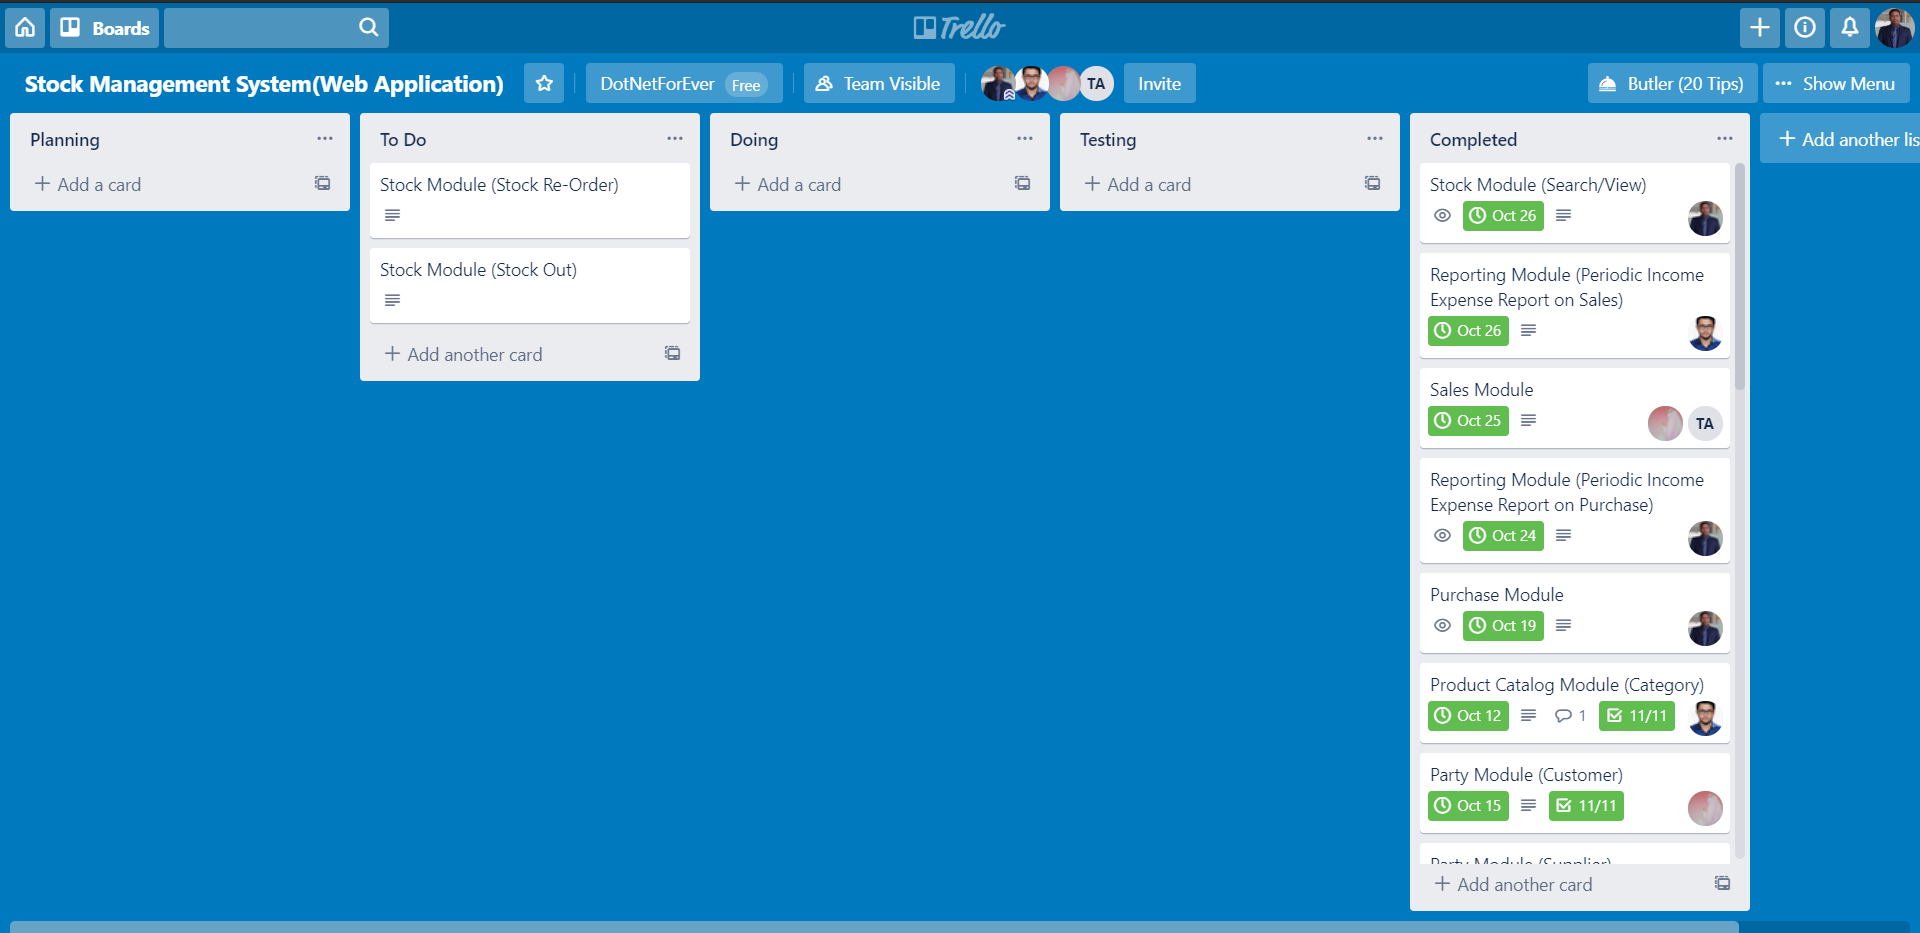 Boards
Trello
Stock Management System(Web Application)
DotNetForEver Free
Team Visible
TA
Invite
Butler (20 Tips)
Show Menu
Planning
Add a card
To Do
Stock Module (Stock Re-Order)
Stock Module (Stock Out)
Add another card
Doing
Add a card
Testing
Add a card
Completed
Stock Module (Search/View)
Oct 26
Reporting Module (Periodic Income
Expense Report on Sales)
Oct 26
Sales Module
Oct 25
TA
Reporting Module (Periodic Income
Expense Report on Purchase)
Oct 24
Purchase Module
Oct 19
Product Catalog Module (Category)
Oct 12 1 11/11
Party Module (Customer)
Oct 15 11/11
Party Module (Supplier)
Add another card
Add another lis